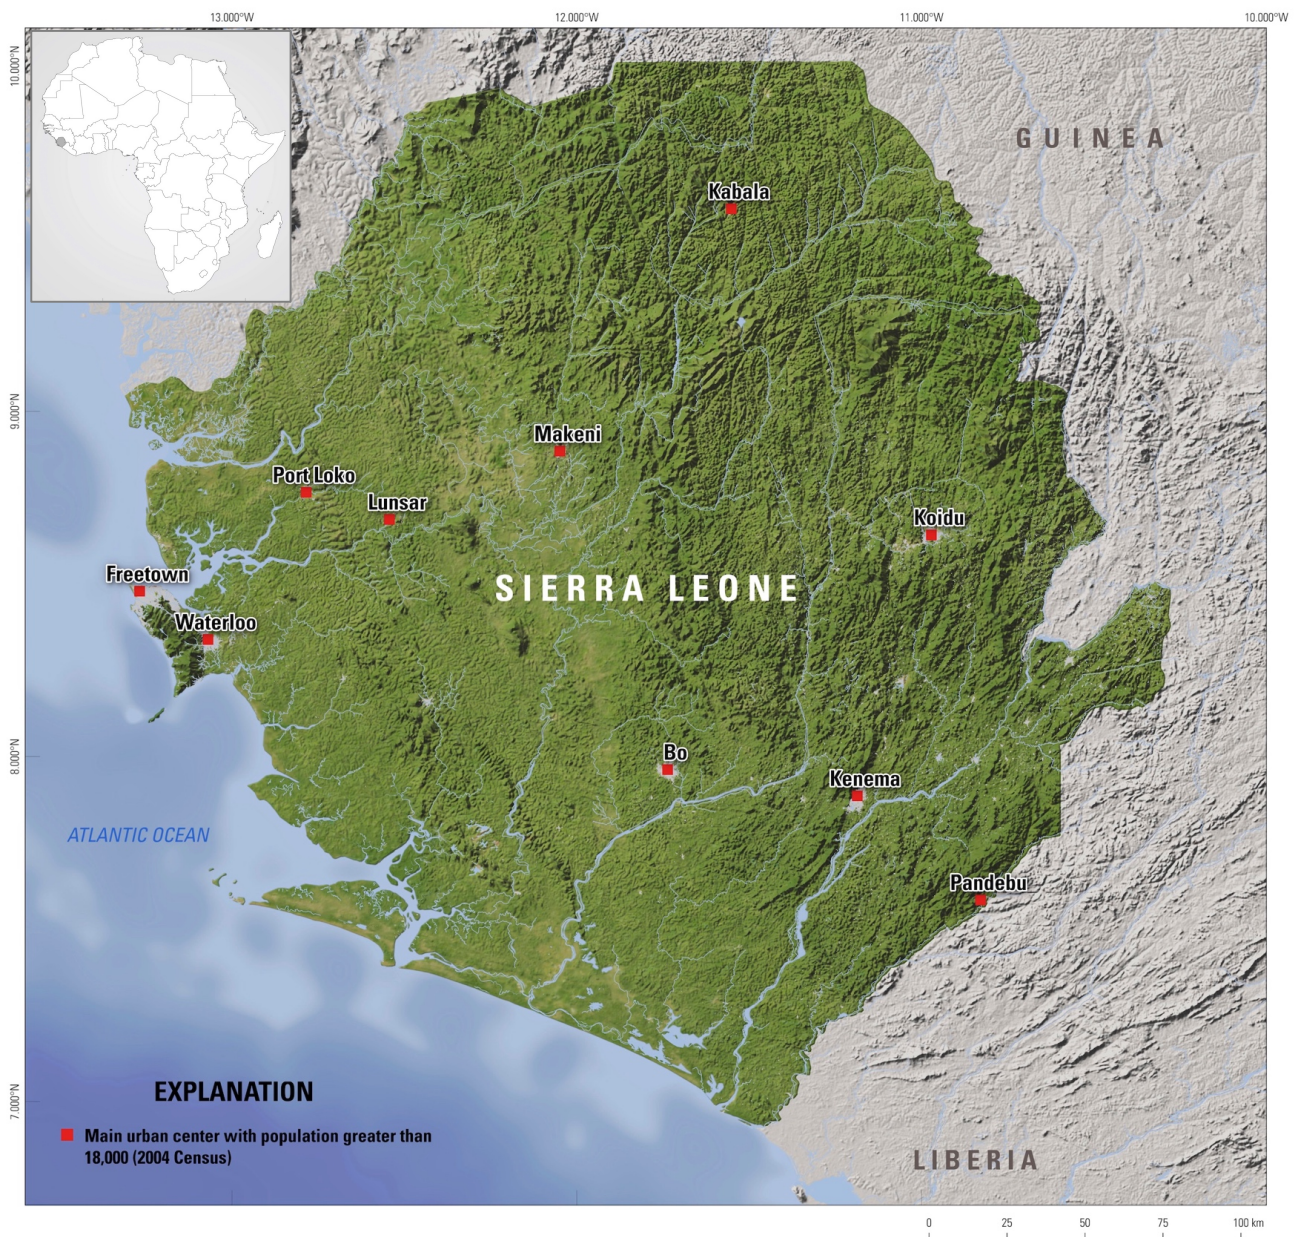 13.000°W
12.000°W
11.000°W
10.000°W
10.000°N
GUINEA
Kabala
9.000°N
Makeni
Port Loko
Lunsar
Koidu
Freetown
SIERRA LEONE
Waterloo
8.000°N
Bo
Kenema
ATLANTIC OCEAN
Pandebu
7.000°N
EXPLANATION
Main urban center with population greater than
18,000 (2004 Census)
LIBERIA
0 25 50 75 100 km